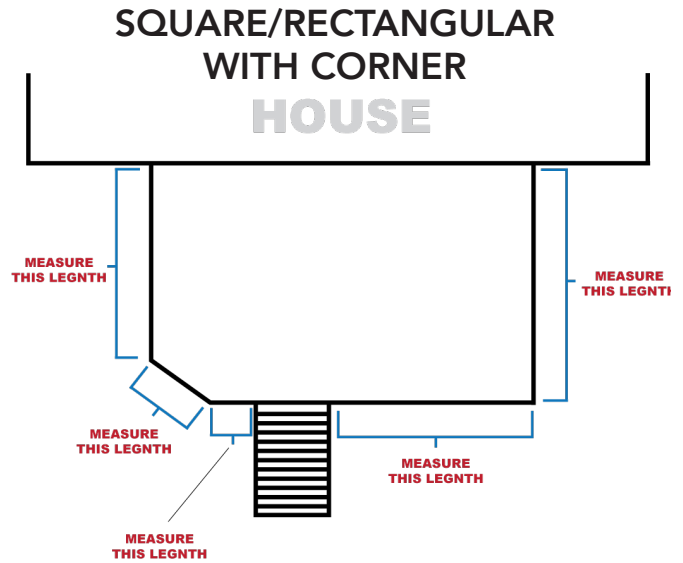 SQUARE/RECTANGULAR
WITH CORNER
HOUSE
MEASURE
THIS LEGNTH
MEASURE
THIS LEGNTH
MEASURE
THIS LEGNTH
MEASURE
THIS LEGNTH
MEASURE
THIS LEGNTH